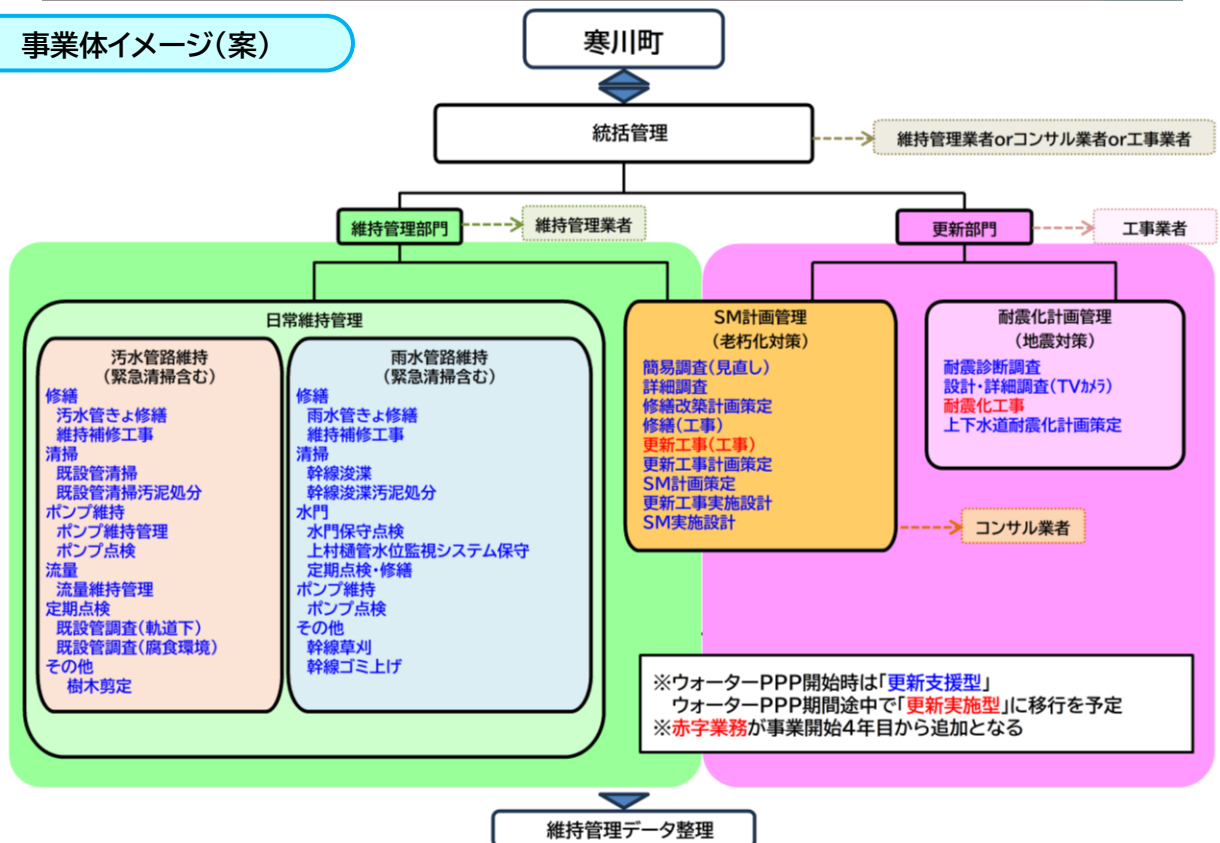 事業体イメージ(案)
寒川町
統括管理
維持管理業者orコンサル業者or工事業者
維持管理部門
維持管理業者
更新部門
工事業者
日常維持管理
汚水管路維持
(緊急清掃含む)
修繕
汚水管きょ修繕
維持補修工事
清掃
既設管清掃
既設管清掃汚泥処分
ポンプ維持
ポンプ維持管理
ポンプ点検
流量
流量維持管理
定期点検
既設管調査(軌道下)
既設管調査(腐食環境)
その他
樹木剪定
雨水管路維持
(緊急清掃含む)
修繕
雨水管きょ修繕
維持補修工事
清掃
幹線浚渫
幹線浚渫汚泥処分
水門
水門保守点検
上村樋管水位監視システム保守
定期点検・修繕
ポンプ維持
ポンプ点検
その他
幹線草刈
幹線ゴミ上げ
SM計画管理
(老朽化対策)
簡易調査(見直し)
詳細調査
修繕改築計画策定
修繕(工事)
更新工事(工事)
更新工事計画策定
SM計画策定
更新工事実施設計
SM実施設計
コンサル業者
耐震化計画管理
(地震対策)
耐震診断調査
設計・詳細調査(TVカメラ)
耐震化工事
上下水道耐震化計画策定
※ウォーターPPP開始時は「更新支援型」
ウォーターPPP期間途中で「更新実施型」に移行を予定
※赤字業務が事業開始4年目から追加となる
維持管理データ整理